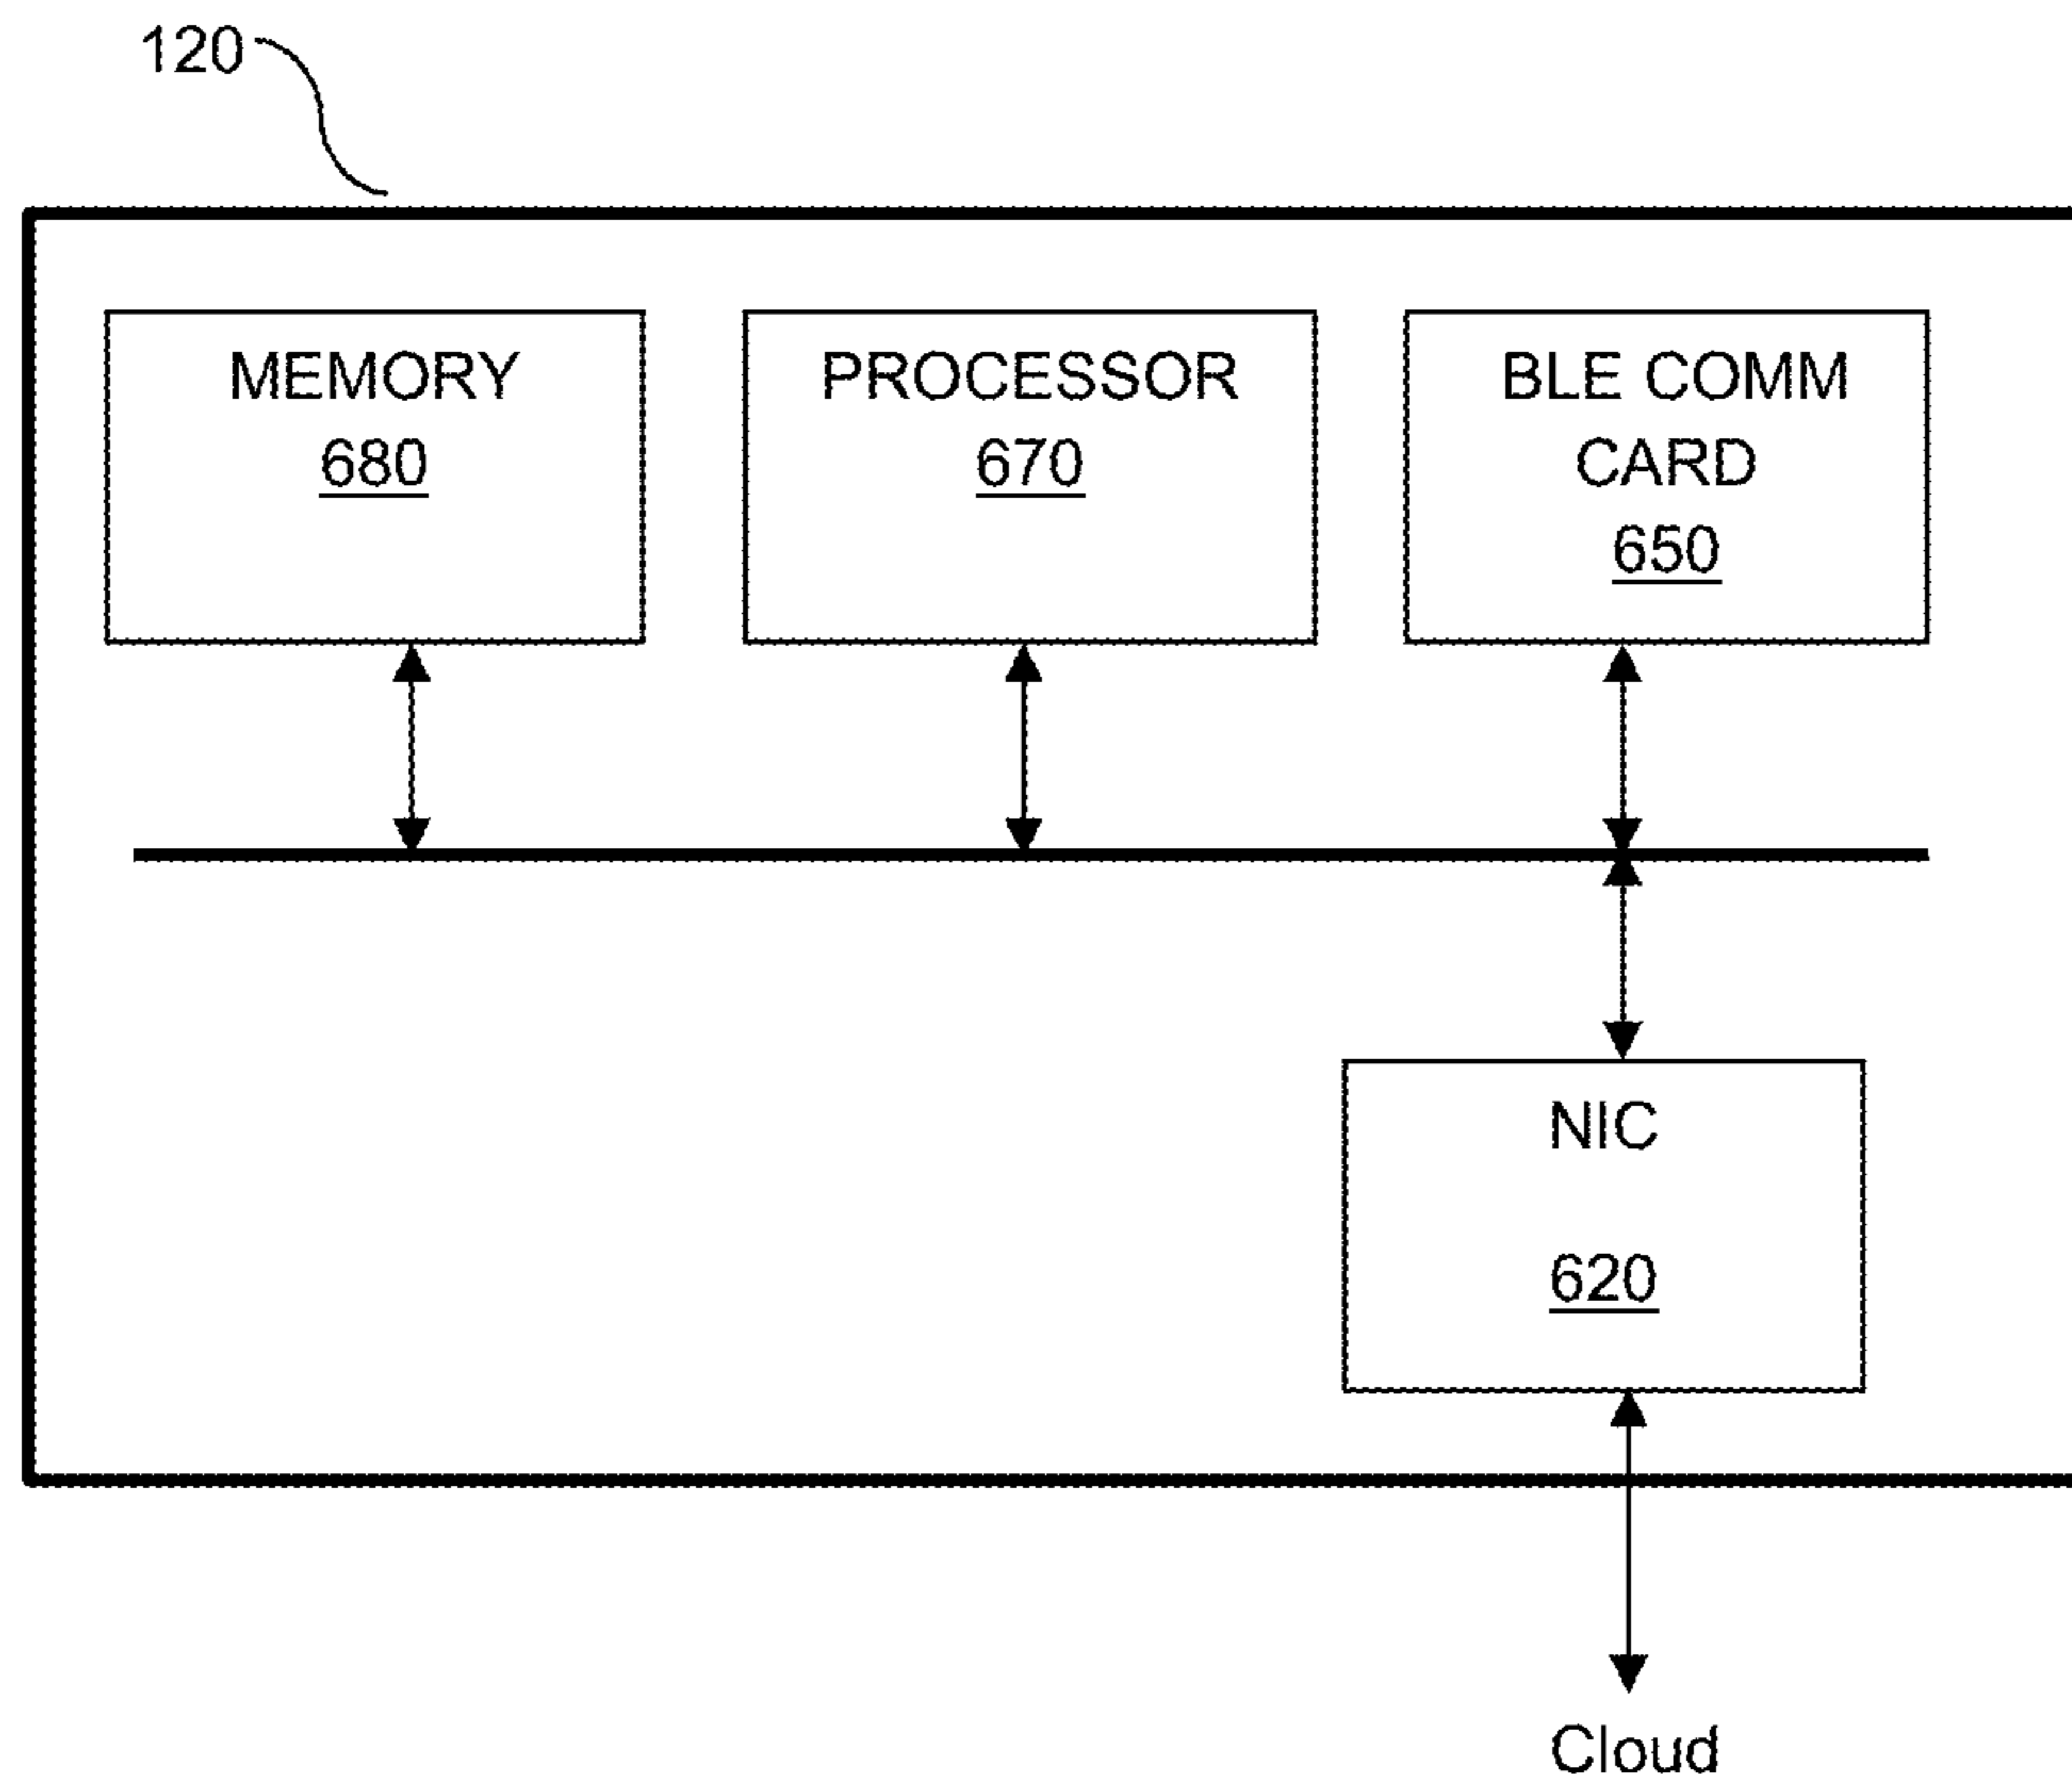 120
MEMORY
680
PROCESSOR
670
BLE COMM
CARD
650
NIC
620
Cloud